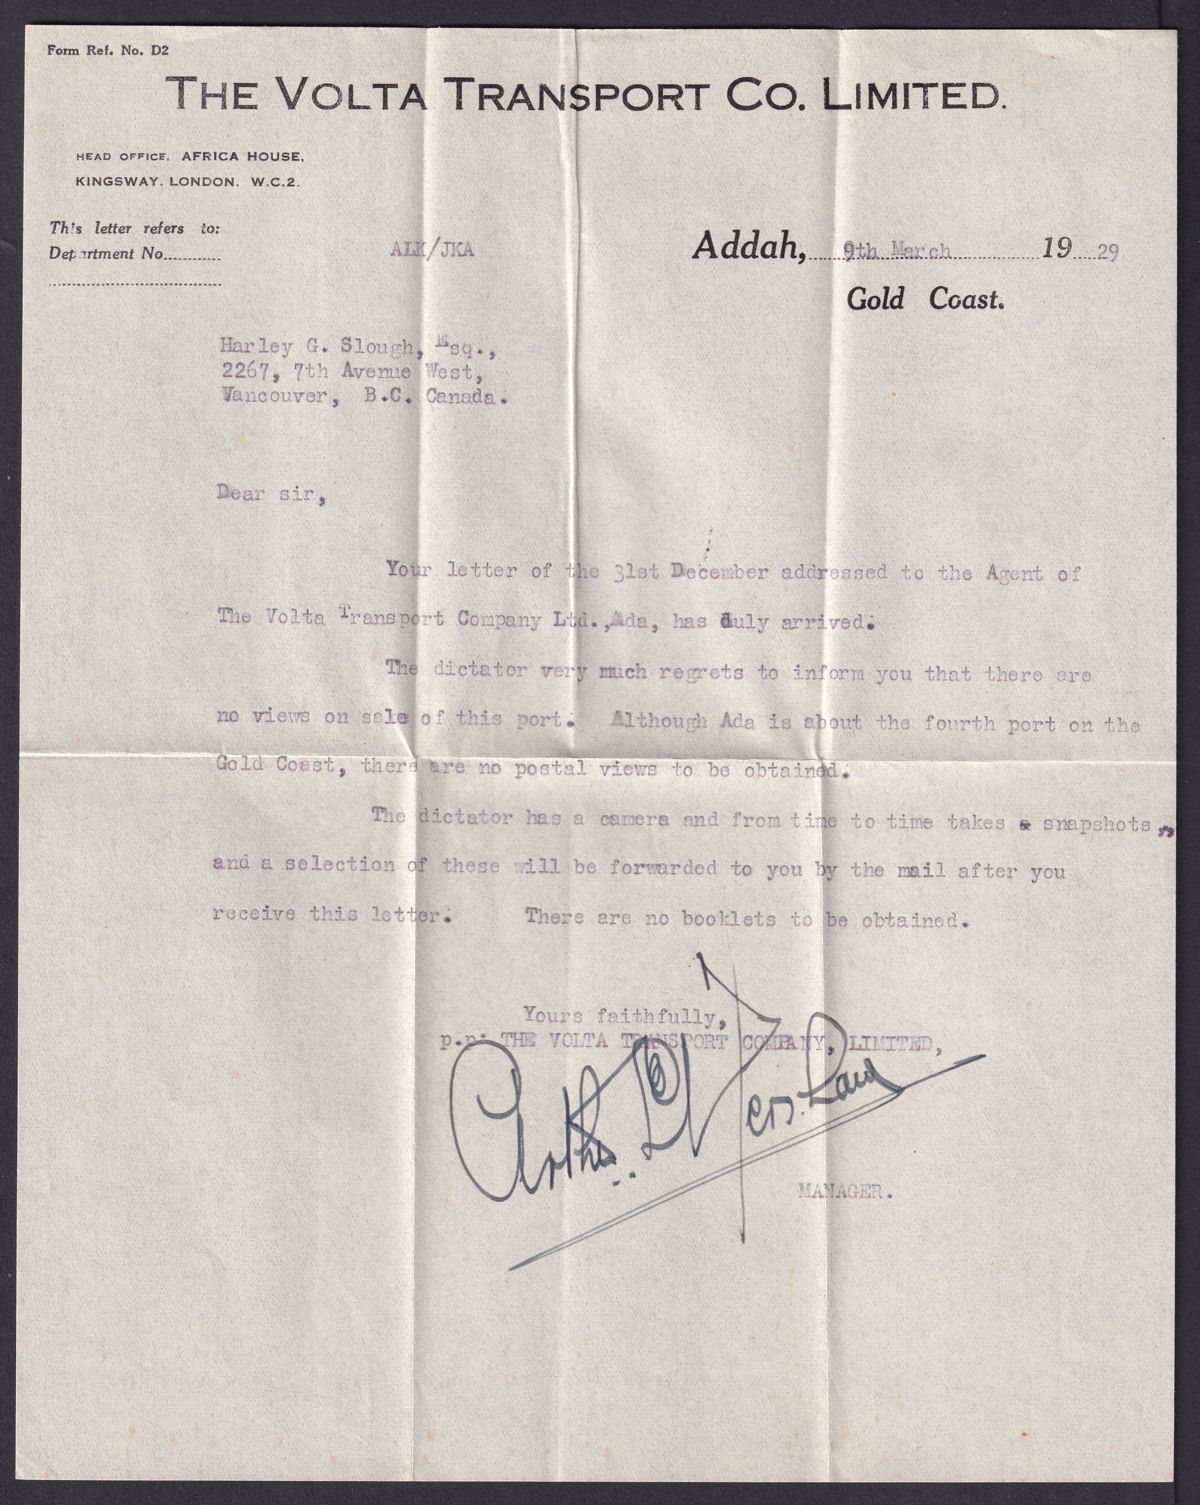 Form Ref. No. D2
THE VOLTA TRANSPORT CO. LIMITED.
HEAD OFFICE, AFRICA HOUSE,
KINGSWAY. LONDON. W.C.2.
This letter refers to:
Department No..........
ALK/JKA
Addah, 9th March 19 29
Gold Coast.
Harley G. Slough, Esq.,
2267, 7th Avenue West,
Vancouver, B.C. Canada.
Dear sir,
Your letter of the 31st December addressed to the Agent of
The Volta Transport Company Ltd.,Ada, has duly arrived.
The dictator very much regrets to inform you that there are
no views on sale of this port. Although Ada is about the fourth port on the
Gold Coast, there are no postal views to be obtained.
The dictator has a camera and from time to time takes snapshots,
and a selection of these will be forwarded to you by the mail after you
receive this letter. There are no booklets to be obtained.
Yours faithfully,
p.p. THE VOLTA TRANSPORT COMPANY, LIMITED,
Arthur
MANAGER.